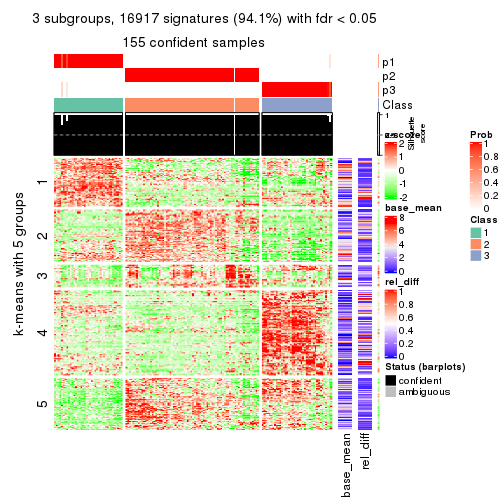 3 subgroups, 16917 signatures (94.1%) with fdr < 0.05
155 confident samples
p1
p2
p3
Class
1
Silhouette
score
k-means with 5 groups
1
2
3
4
5
base_mean
rel_diff
z-score
2
1
0
-1
-2
base_mean
8
6
4
2
0
rel_diff
1
0.8
0.6
0.4
0.2
0
Status (barplots)
confident
ambiguous
Prob
1
0.8
0.6
0.4
0.2
0
Class
1
2
3